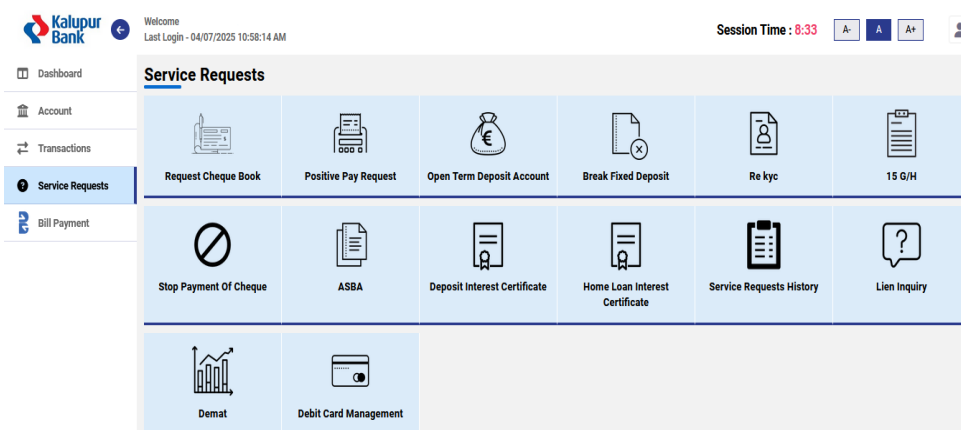 Kalupur
Bank
Welcome
Last Login - 04/07/2025 10:58:14 AM
Session Time : 8:33
A-
A
A+
Dashboard
Account
Transactions
Service Requests
Bill Payment
Service Requests
Request Cheque Book
Positive Pay Request
Open Term Deposit Account
Break Fixed Deposit
Re kyc
15 G/H
Stop Payment Of Cheque
ASBA
Deposit Interest Certificate
Home Loan Interest
Certificate
Service Requests History
Lien Inquiry
Demat
Debit Card Management